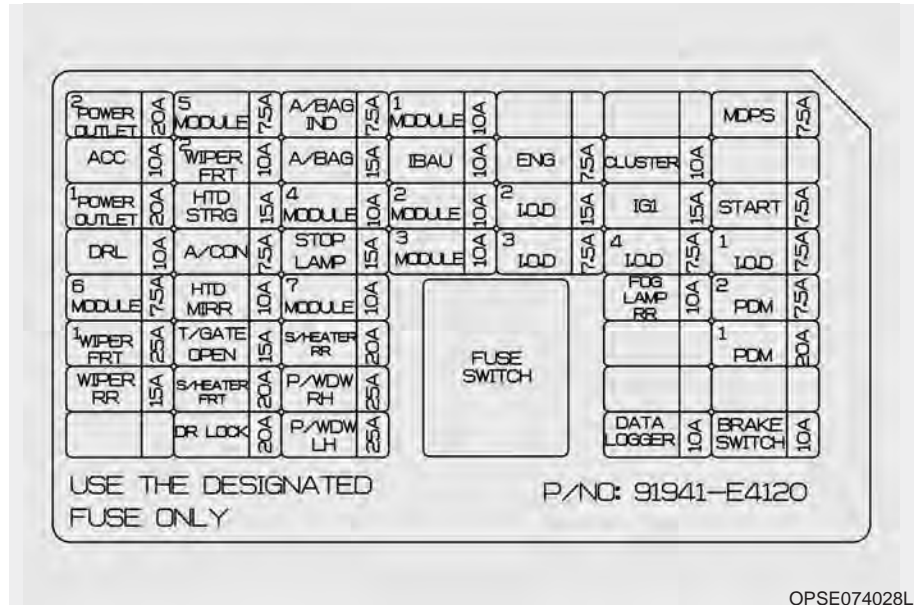 2 POWER OUTLET 20A 5 MODULE 7.5A A/BAG IND 7.5A 1 MODULE 10A MDPS 7.5A
ACC 10A 2 WIPER FRT 10A A/BAG 15A IBAU 10A ENG 7.5A CLUSTER 10A
1 POWER OUTLET 20A HTD STRG 15A 4 MODULE 10A 2 MODULE 10A 2 I.O.D 15A IG1 15A START 7.5A
DRL 10A A/CON 7.5A STOP LAMP 15A 3 MODULE 10A 3 I.O.D 7.5A 4 I.O.D 7.5A 1 I.O.D 7.5A
6 MODULE 7.5A HTD MIRR 10A 7 MODULE 10A FOG LAMP RR 10A 2 PDM 7.5A
1 WIPER FRT 25A T/GATE OPEN 15A S/HEATER RR 20A FUSE SWITCH 1 PDM 20A
WIPER RR 15A S/HEATER FRT 20A P/WDW RH 25A
DR LOCK 20A P/WDW LH 25A DATA LOGGER 10A BRAKE SWITCH 10A
USE THE DESIGNATED
FUSE ONLY
P/NO: 91941-E4120
OPSE074028L